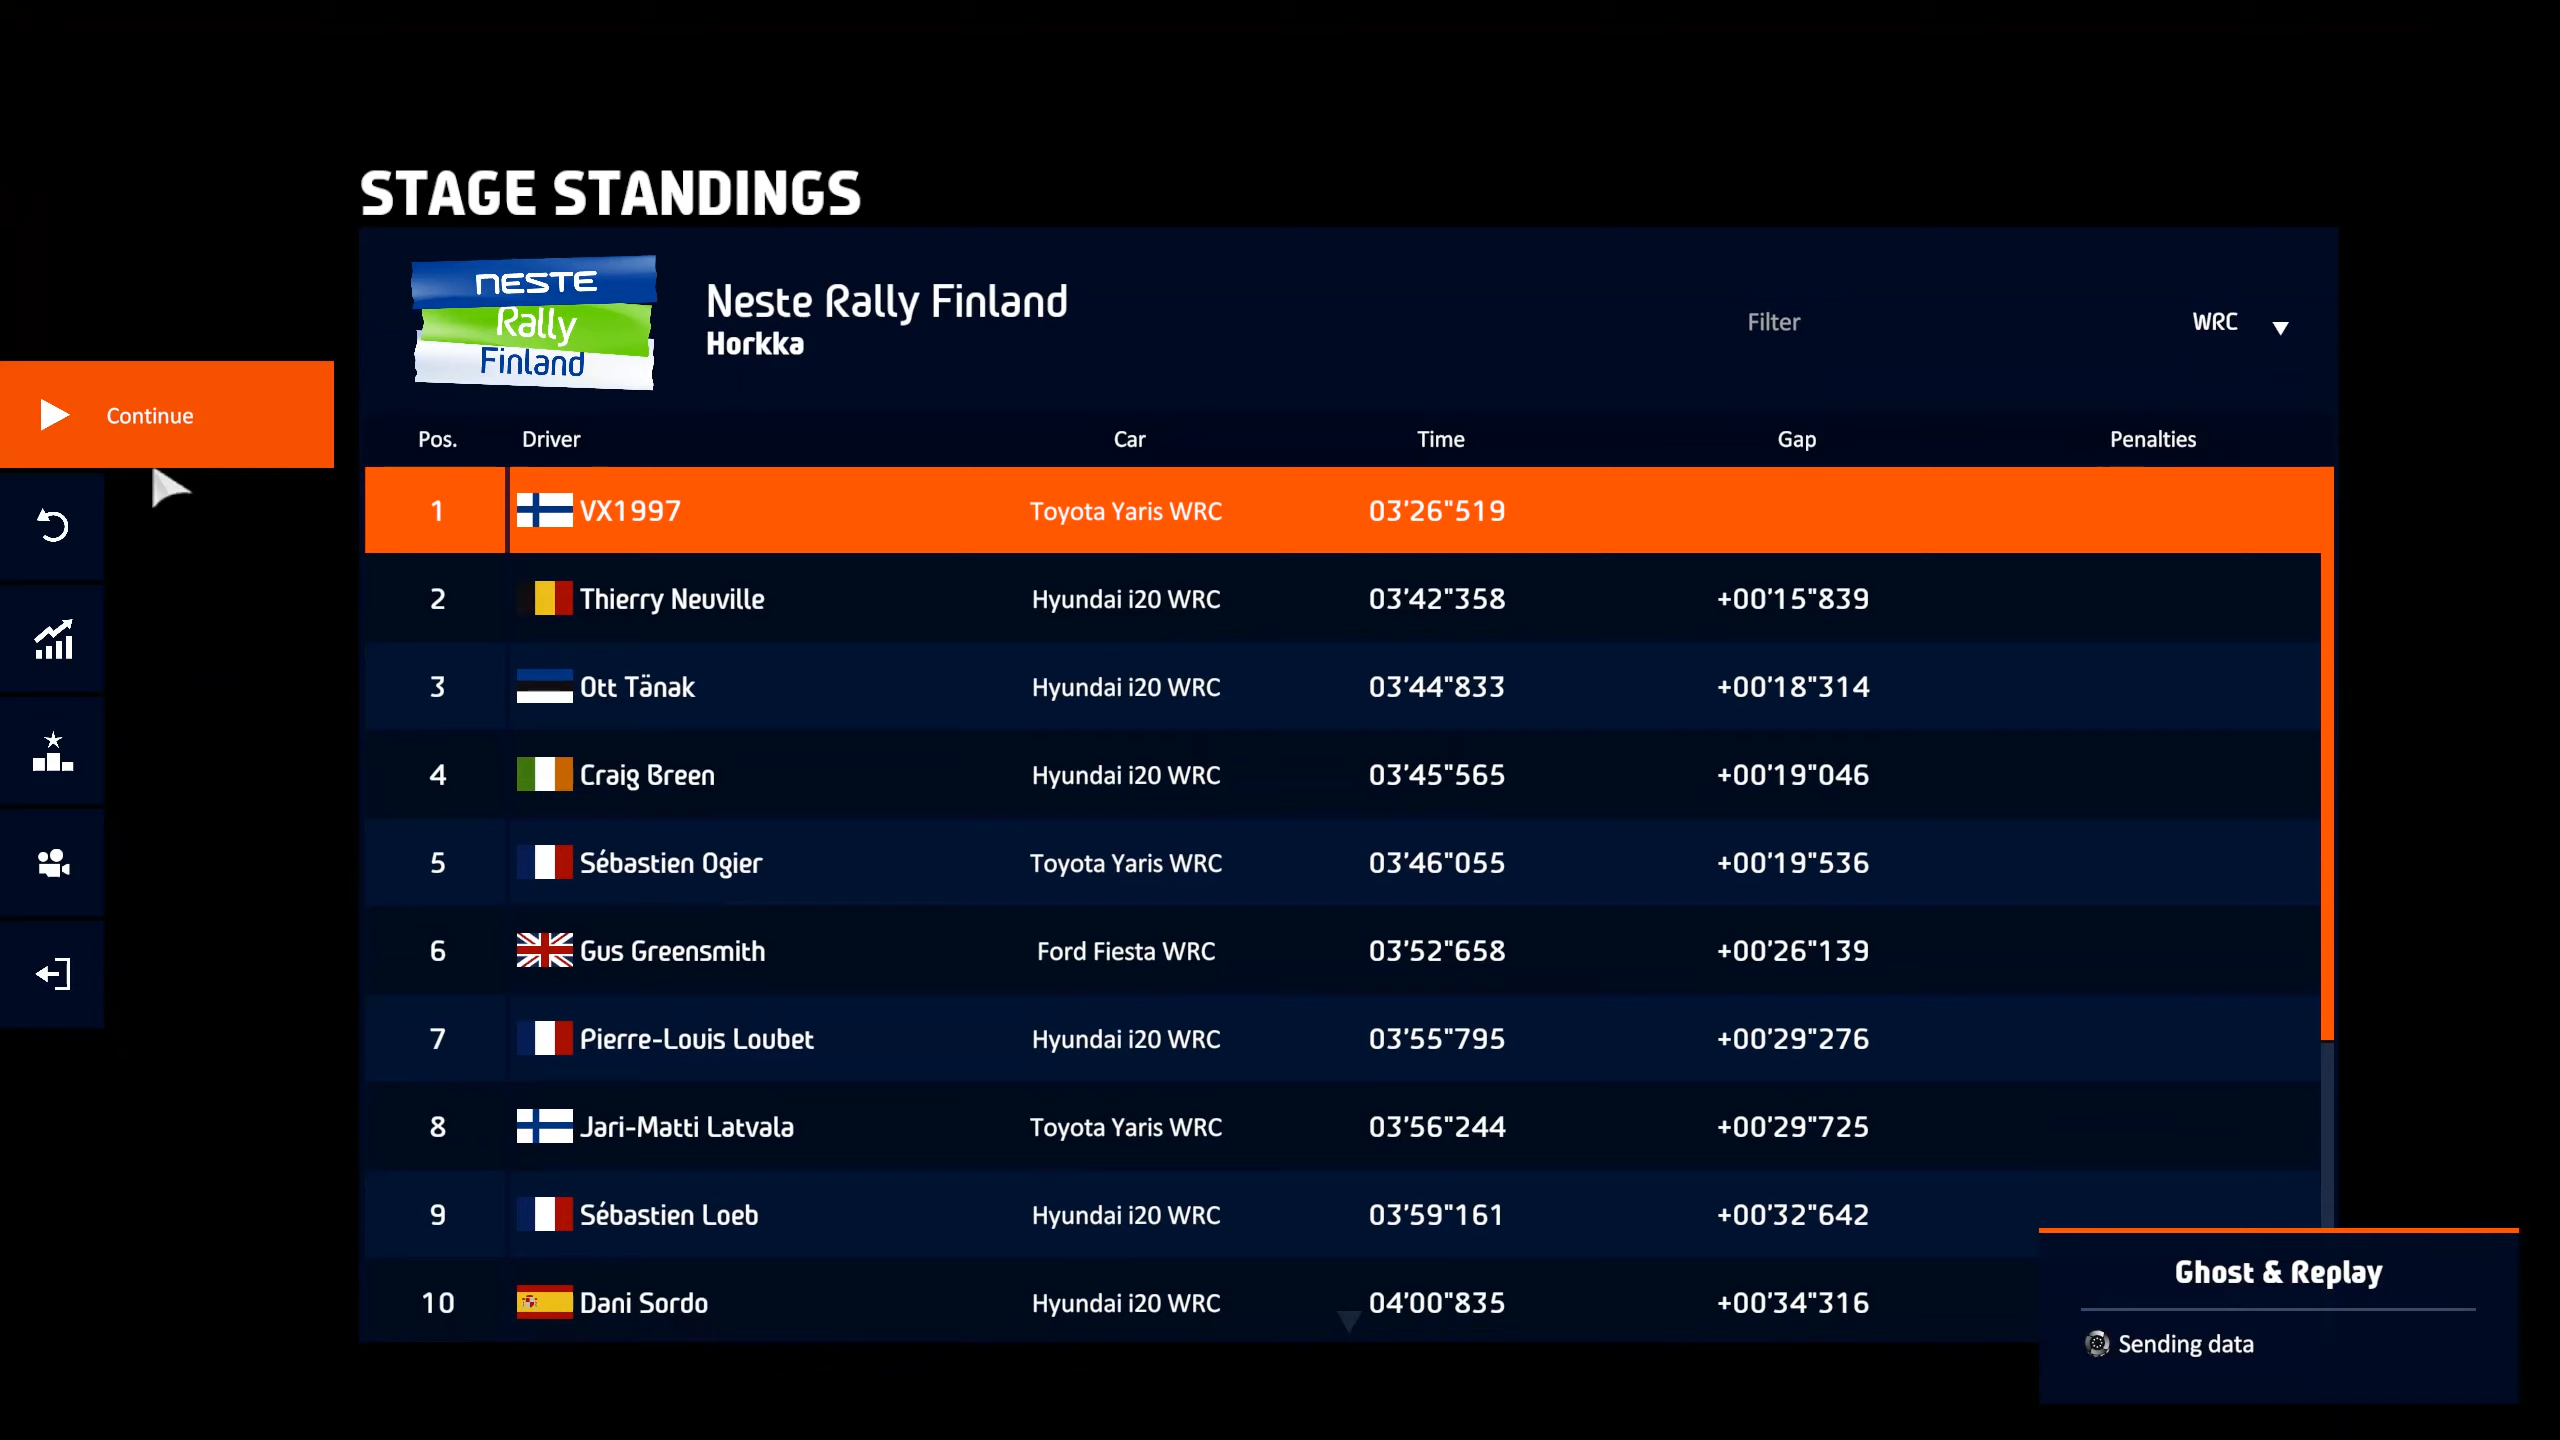 STAGE STANDINGS
NESTE
Rally
Finland
Neste Rally Finland
Horkka
Filter
WRC
Continue
Pos. Driver Car Time Gap Penalties
1 VX1997 Toyota Yaris WRC 03'26"519
2 Thierry Neuville Hyundai i20 WRC 03'42"358 +00'15"839
3 Ott Tänak Hyundai i20 WRC 03'44"833 +00'18"314
4 Craig Breen Hyundai i20 WRC 03'45"565 +00'19"046
5 Sébastien Ogier Toyota Yaris WRC 03'46"055 +00'19"536
6 Gus Greensmith Ford Fiesta WRC 03'52"658 +00'26"139
7 Pierre-Louis Loubet Hyundai i20 WRC 03'55"795 +00'29"276
8 Jari-Matti Latvala Toyota Yaris WRC 03'56"244 +00'29"725
9 Sébastien Loeb Hyundai i20 WRC 03'59"161 +00'32"642
10 Dani Sordo Hyundai i20 WRC 04'00"835 +00'34"316
Ghost & Replay
Sending data